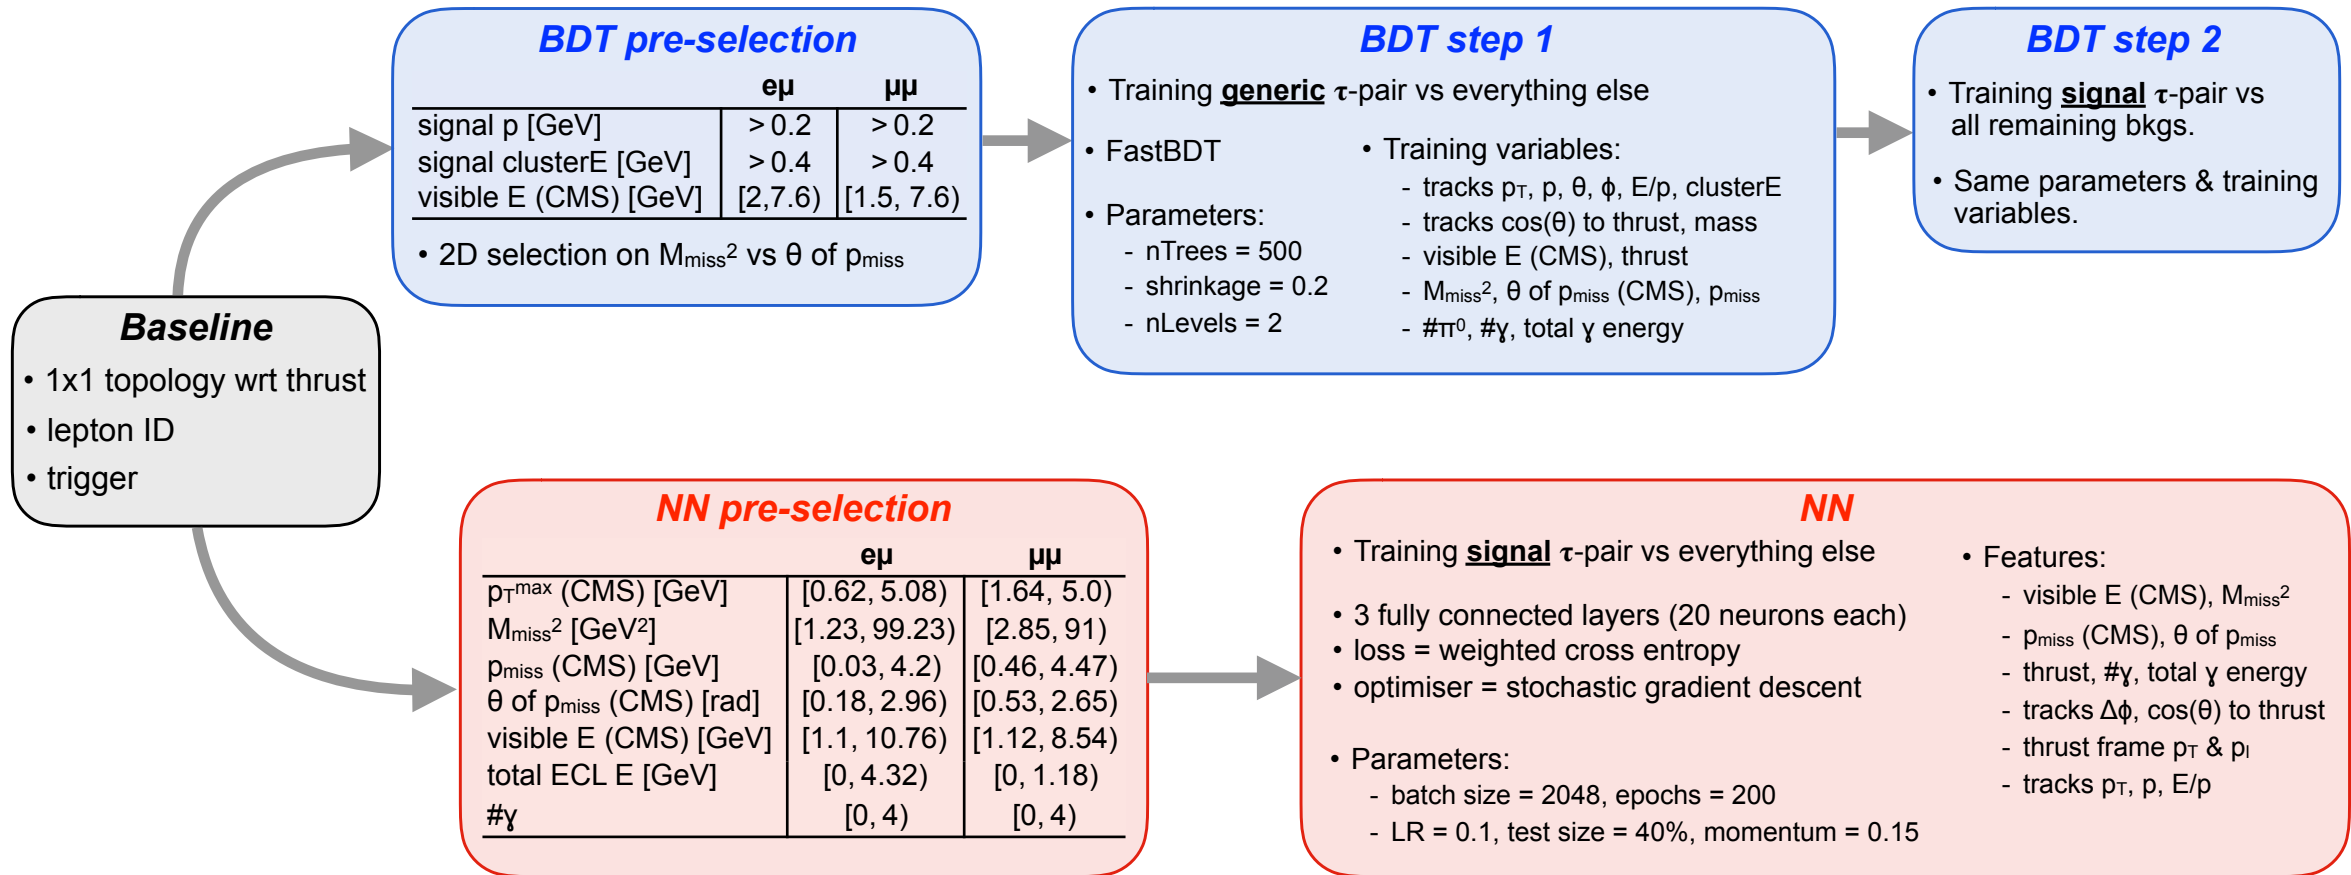 Baseline
• 1x1 topology wrt thrust
• lepton ID
• trigger
BDT pre-selection
eμ μμ
signal p [GeV] > 0.2 > 0.2
signal clusterE [GeV] > 0.4 > 0.4
visible E (CMS) [GeV] [2,7.6) [1.5, 7.6)
• 2D selection on Mmiss² vs θ of pmiss
BDT step 1
• Training generic τ-pair vs everything else
• FastBDT
• Parameters:
- nTrees = 500
- shrinkage = 0.2
- nLevels = 2
• Training variables:
- tracks pT, p, θ, ϕ, E/p, clusterE
- tracks cos(θ) to thrust, mass
- visible E (CMS), thrust
- Mmiss², θ of pmiss (CMS), pmiss
- #π⁰, #ɣ, total ɣ energy
BDT step 2
• Training signal τ-pair vs
all remaining bkgs.
• Same parameters & training
variables.
NN pre-selection
eμ μμ
pTmax (CMS) [GeV] [0.62, 5.08) [1.64, 5.0)
Mmiss² [GeV²] [1.23, 99.23) [2.85, 91)
pmiss (CMS) [GeV] [0.03, 4.2) [0.46, 4.47)
θ of pmiss (CMS) [rad] [0.18, 2.96) [0.53, 2.65)
visible E (CMS) [GeV] [1.1, 10.76) [1.12, 8.54)
total ECL E [GeV] [0, 4.32) [0, 1.18)
#ɣ [0, 4) [0, 4)
NN
• Training signal τ-pair vs everything else
• 3 fully connected layers (20 neurons each)
• loss = weighted cross entropy
• optimiser = stochastic gradient descent
• Parameters:
- batch size = 2048, epochs = 200
- LR = 0.1, test size = 40%, momentum = 0.15
• Features:
- visible E (CMS), Mmiss²
- pmiss (CMS), θ of pmiss
- thrust, #ɣ, total ɣ energy
- tracks Δϕ, cos(θ) to thrust
- thrust frame pT & pl
- tracks pT, p, E/p